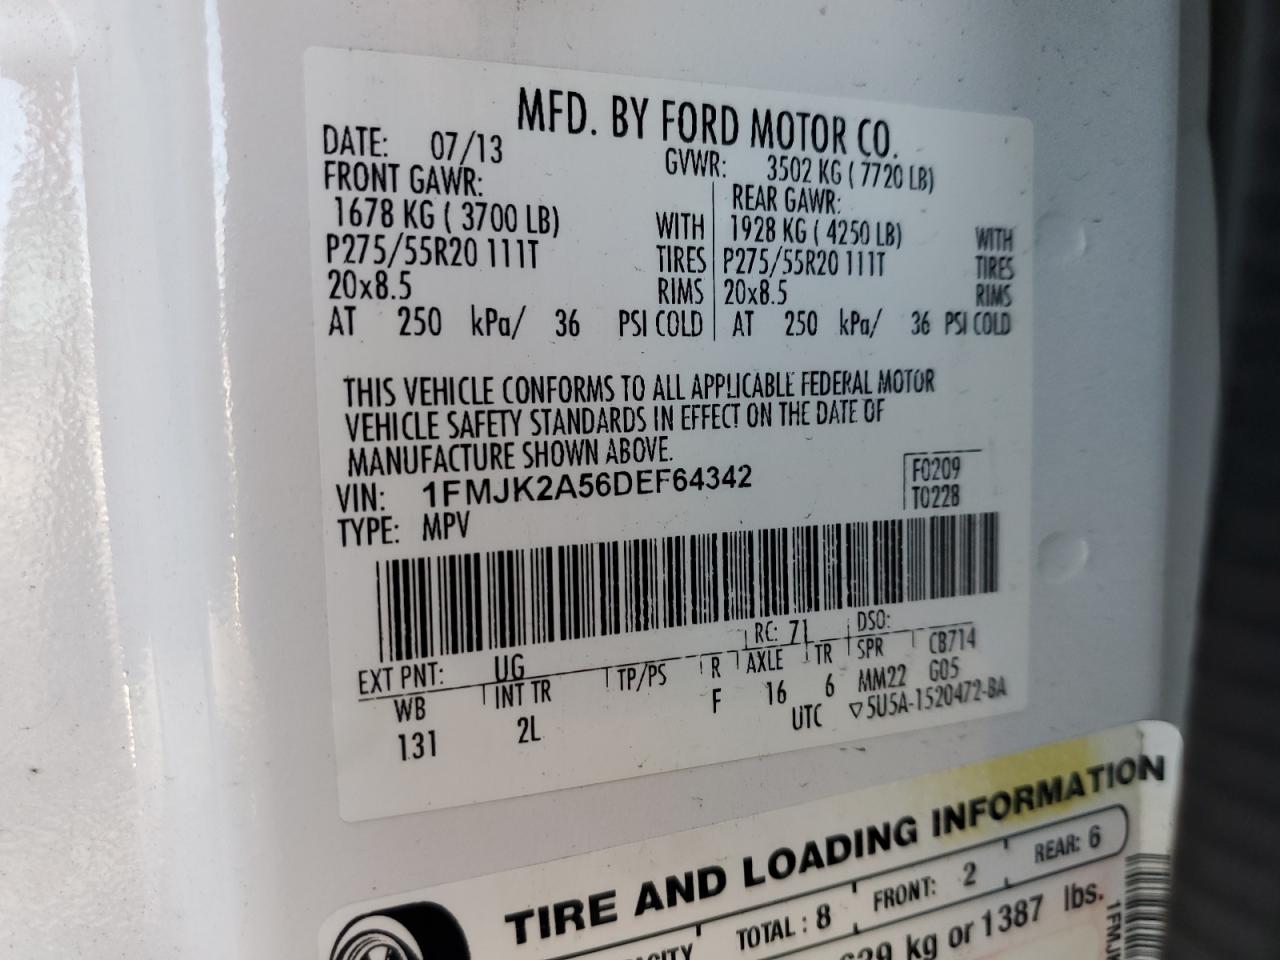 MFD. BY FORD MOTOR CO.
DATE: 07/13 GVWR: 3502 KG ( 7720 LB)
FRONT GAWR: REAR GAWR:
1678 KG ( 3700 LB) WITH 1928 KG ( 4250 LB) WITH
P275/55R20 111T TIRES P275/55R20 111T TIRES
20x8.5 RIMS 20x8.5 RIMS
AT 250 kPa/ 36 PSI COLD AT 250 kPa/ 36 PSI COLD
THIS VEHICLE CONFORMS TO ALL APPLICABLE FEDERAL MOTOR
VEHICLE SAFETY STANDARDS IN EFFECT ON THE DATE OF
MANUFACTURE SHOWN ABOVE.
VIN: 1FMJK2A56DEF64342 F0209
TYPE: MPV T0228
EXT PNT: UG RC: 71 DSO:
WB INT TR TP/PS R AXLE TR SPR CB714
131 2L F 16 6 MM22 G05
UTC ▽5U5A-1520472-BA
TIRE AND LOADING INFORMATION
TOTAL : 8 FRONT: 2 REAR: 6
kg or 1387 lbs.